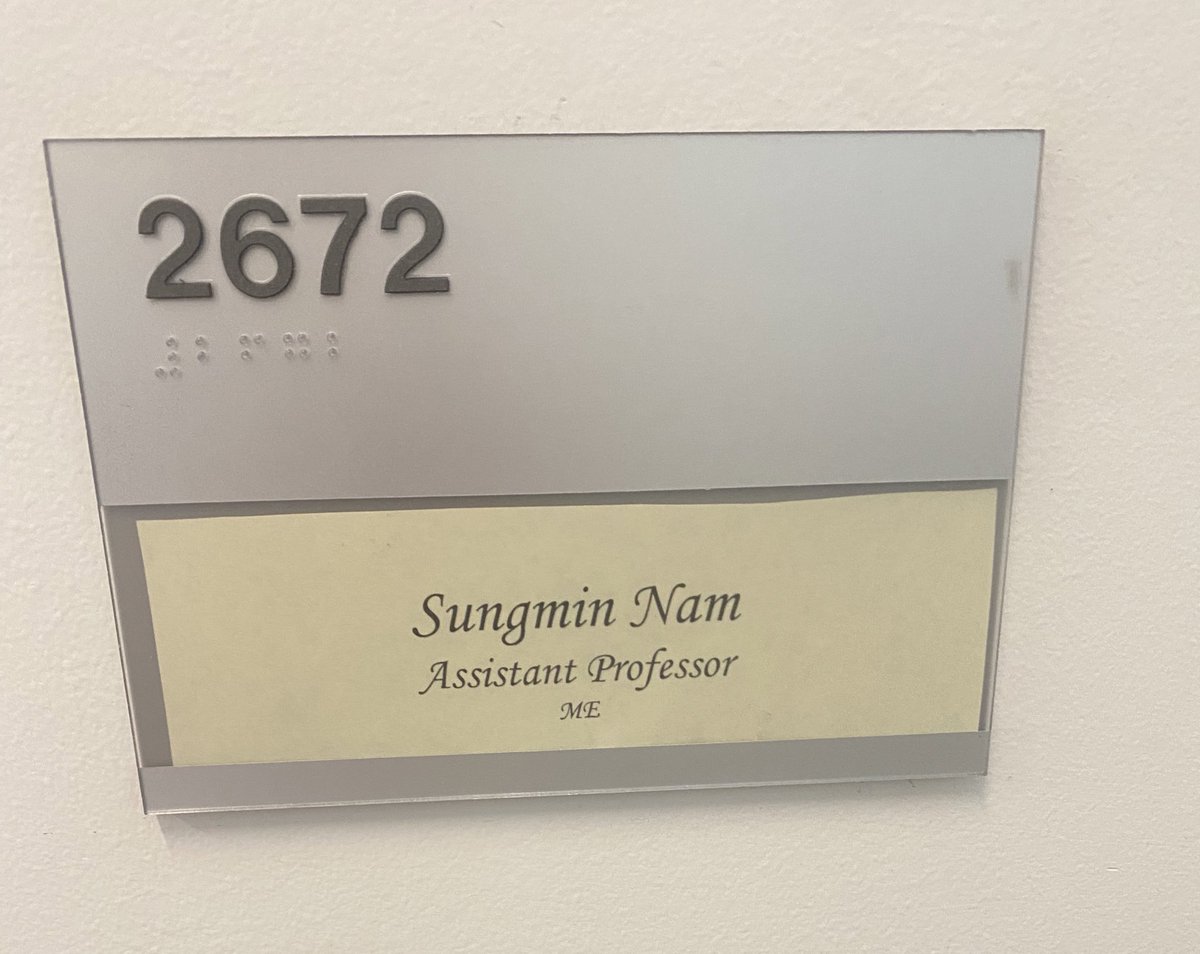 2672
⠼⠃⠋⠛⠃
Sungmin Nam
Assistant Professor
ME